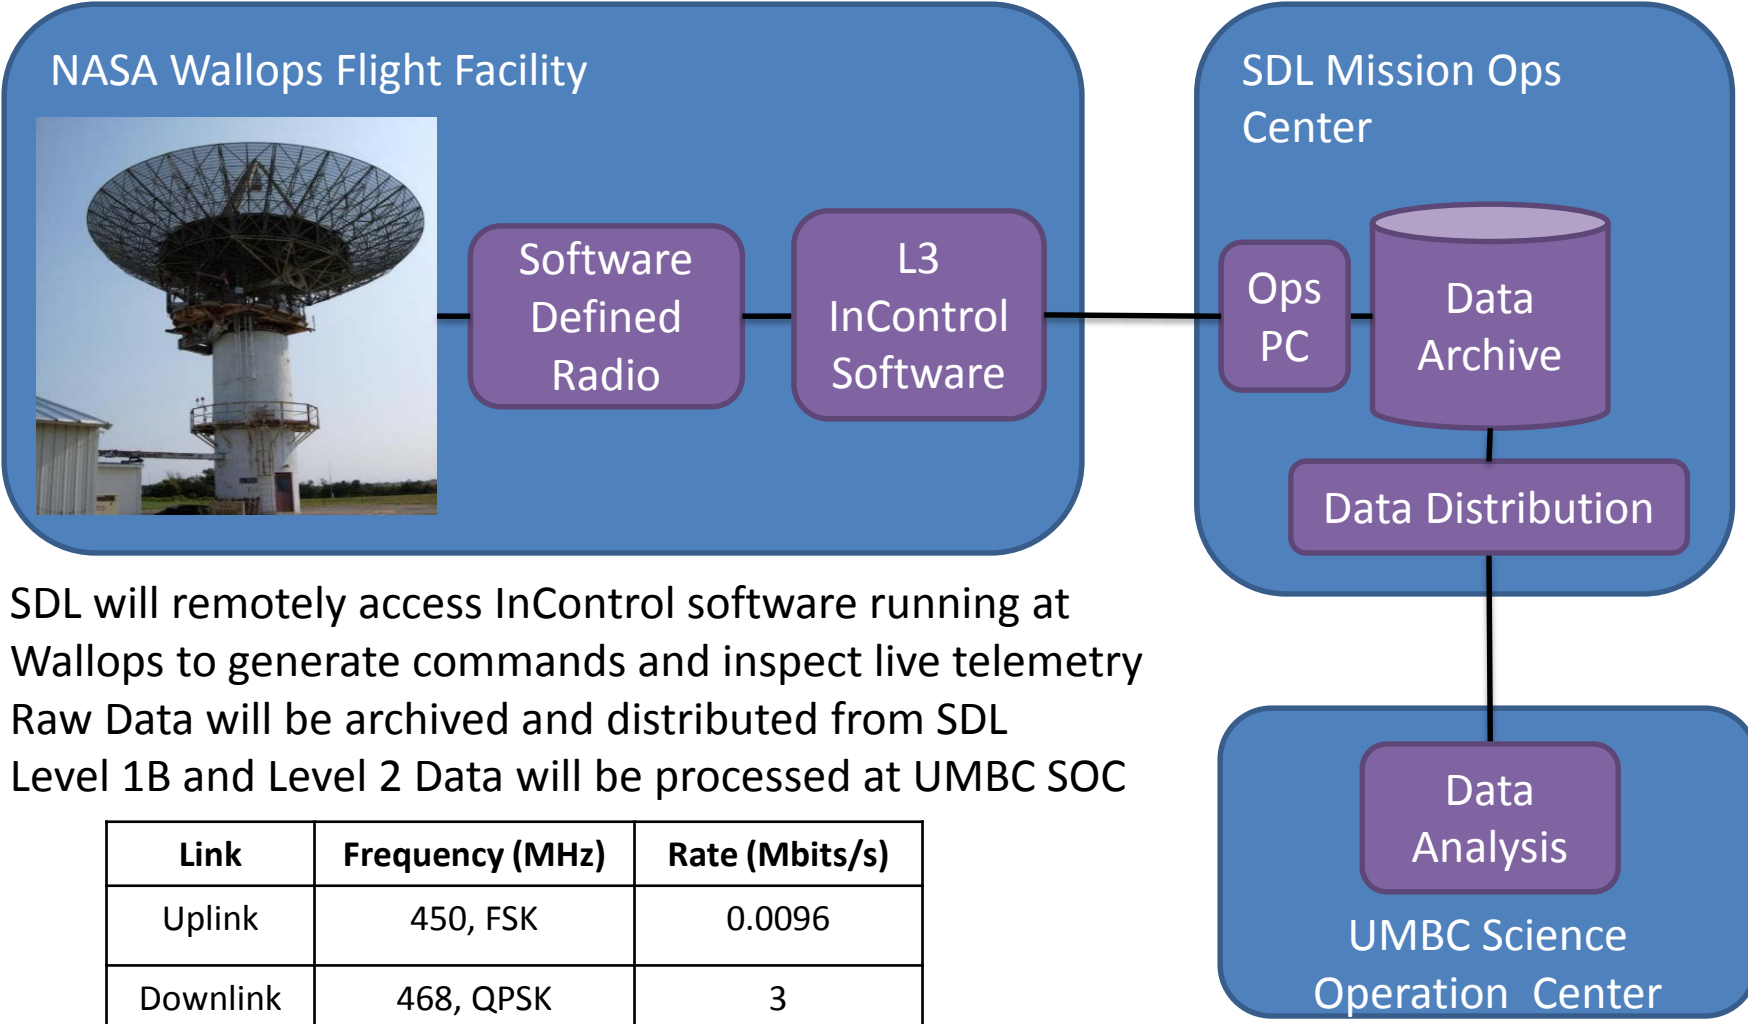 NASA Wallops Flight Facility
Software
Defined
Radio
L3
InControl
Software
SDL Mission Ops
Center
Ops
PC
Data
Archive
Data Distribution
SDL will remotely access InControl software running at
Wallops to generate commands and inspect live telemetry
Raw Data will be archived and distributed from SDL
Level 1B and Level 2 Data will be processed at UMBC SOC
Link Frequency (MHz) Rate (Mbits/s)
Uplink 450, FSK 0.0096
Downlink 468, QPSK 3
Data
Analysis
UMBC Science
Operation Center